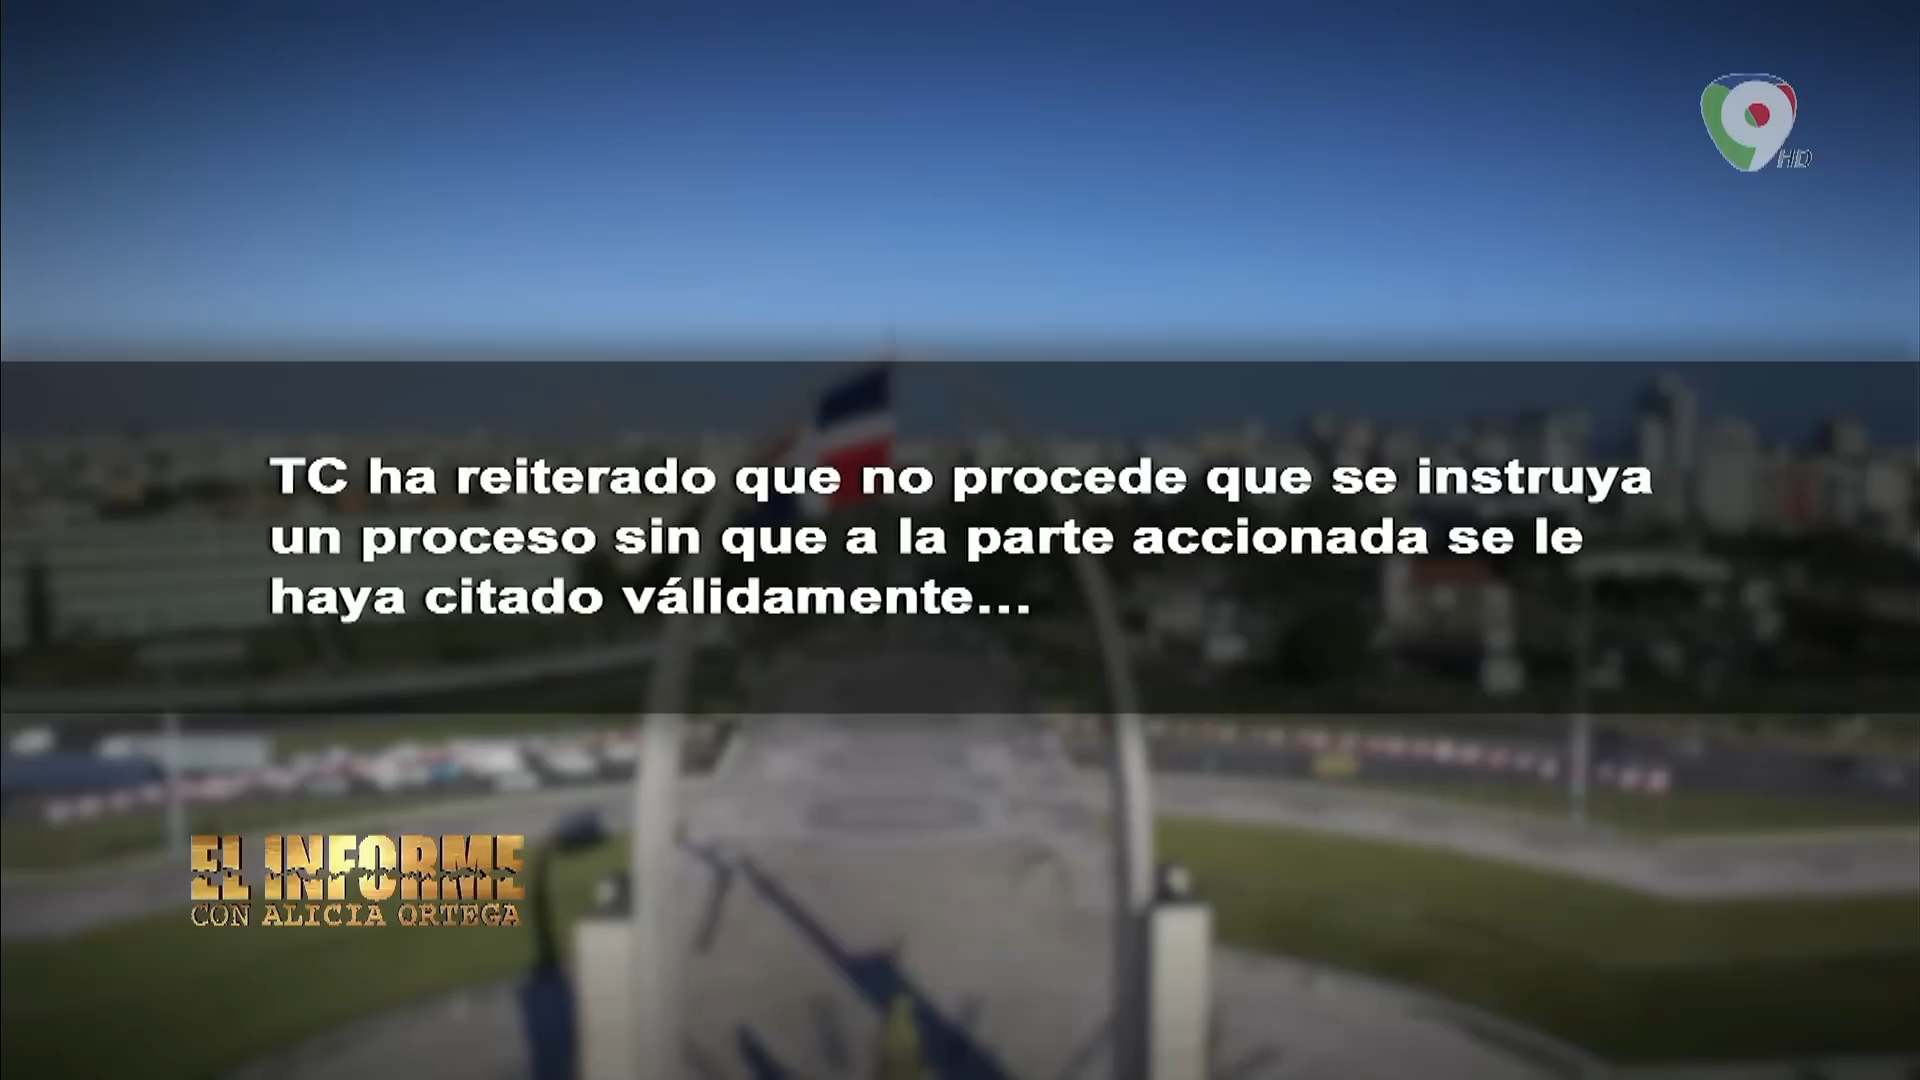 9
HD
TC ha reiterado que no procede que se instruya
un proceso sin que a la parte accionada se le
haya citado válidamente...
EL INFORME
CON ALICIA ORTEGA